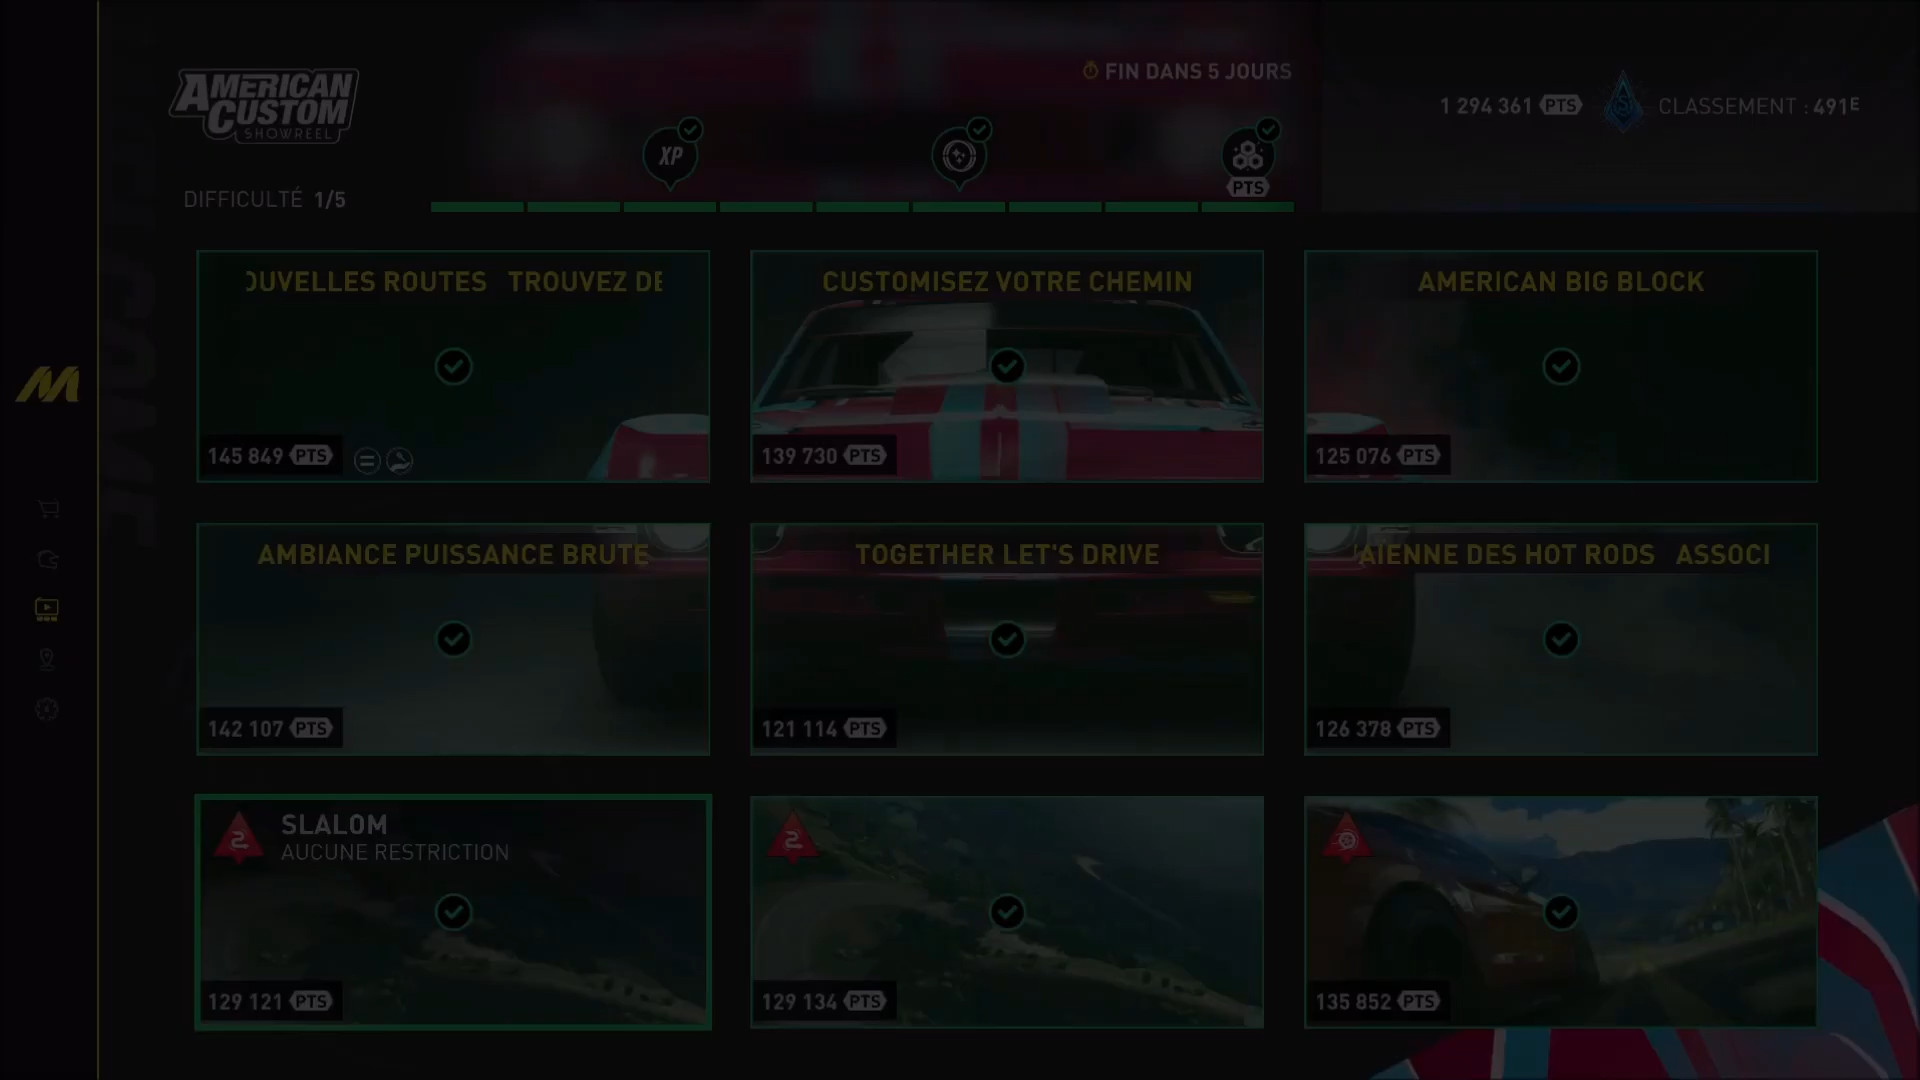 AMERICAN
CUSTOM
SHOWREEL
FIN DANS 5 JOURS
1 294 361 PTS
CLASSEMENT : 491E
XP
PTS
DIFFICULTÉ 1/5
OUVELLES ROUTES TROUVEZ DE
CUSTOMISEZ VOTRE CHEMIN
AMERICAN BIG BLOCK
145 849 PTS
139 730 PTS
125 076 PTS
AMBIANCE PUISSANCE BRUTE
TOGETHER LET'S DRIVE
AÏENNE DES HOT RODS ASSOCI
142 107 PTS
121 114 PTS
126 378 PTS
SLALOM
AUCUNE RESTRICTION
129 121 PTS
129 134 PTS
135 852 PTS